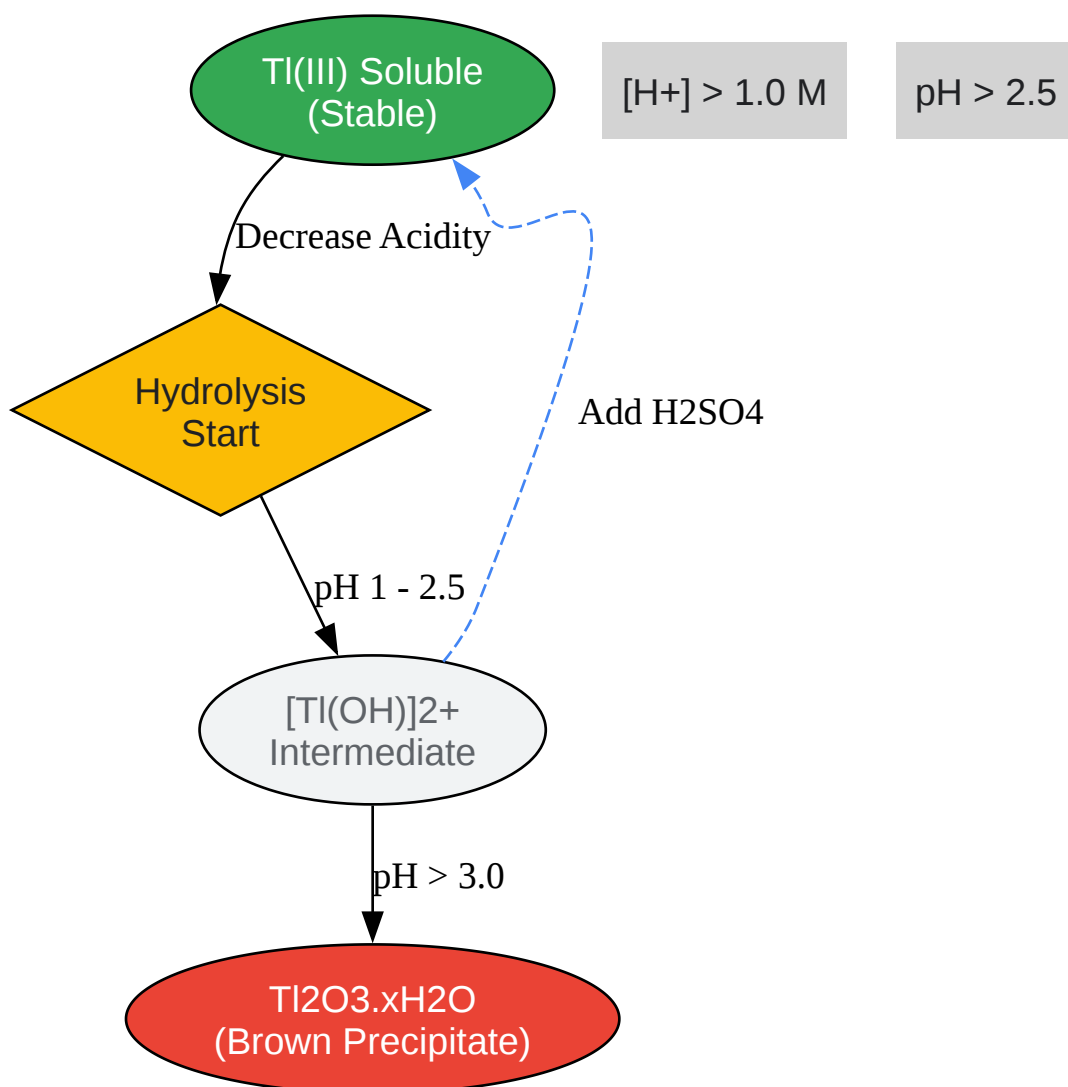 Tl(III) Soluble
(Stable)
[H+] > 1.0 M
pH > 2.5
Decrease Acidity
Hydrolysis
Start
Add H2SO4
pH 1 - 2.5
[Tl(OH)]2+
Intermediate
pH > 3.0
Tl2O3.xH2O
(Brown Precipitate)